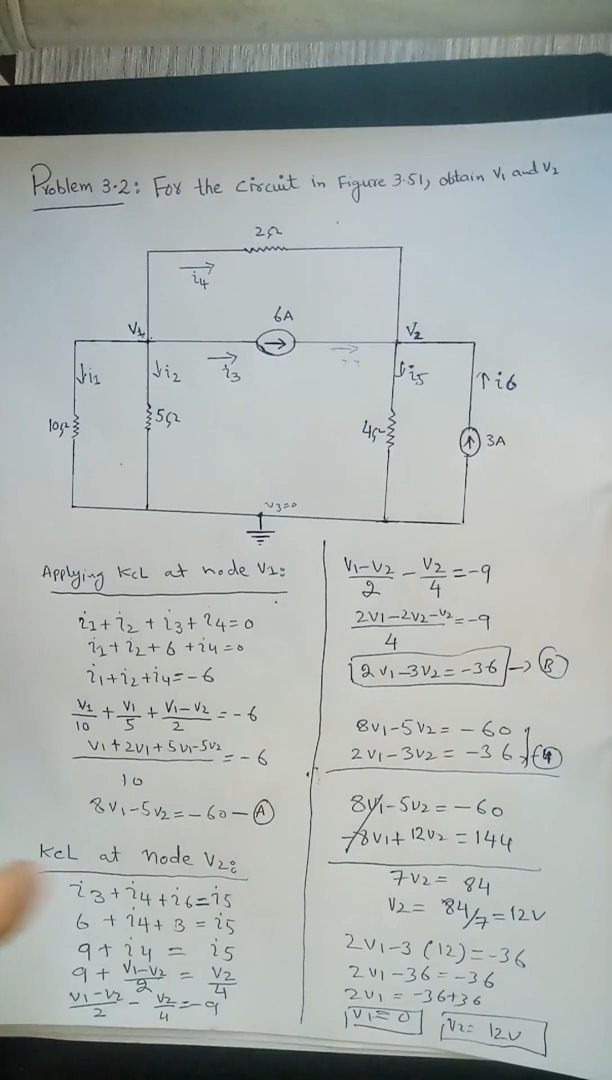 Problem 3.2: For the circuit in Figure 3.51, obtain V1 and V2
2Ω
i4
6A
V1
V2
i1
i2
i3
i5
i6
10Ω
5Ω
4Ω
3A
V3=0
Applying KCL at node V1:
i1+i2+i3+i4=0
i1+i2+6+i4=0
i1+i2+i4=-6
V1/10 + V1/5 + (V1-V2)/2 = -6
(V1+2V1+5V1-5V2)/10 = -6
8V1-5V2=-60-Ⓐ
KCL at node V2:
i3+i4+i6=i5
6+i4+3=i5
9+i4 = i5
9+(V1-V2)/2 = V2/4
(V1-V2)/2 - V2/4=-9
(V1-V2)/2 - V2/4=-9
(2V1-2V2-V2)/4=-9
2V1-3V2=-36 → Ⓑ
8V1-5V2=-60
2V1-3V2=-36
8V1-5V2=-60
-8V1+12V2=144
7V2=84
V2=84/7=12V
2V1-3(12)=-36
2V1-36=-36
2V1=-36+36
V1=0 V2=12V